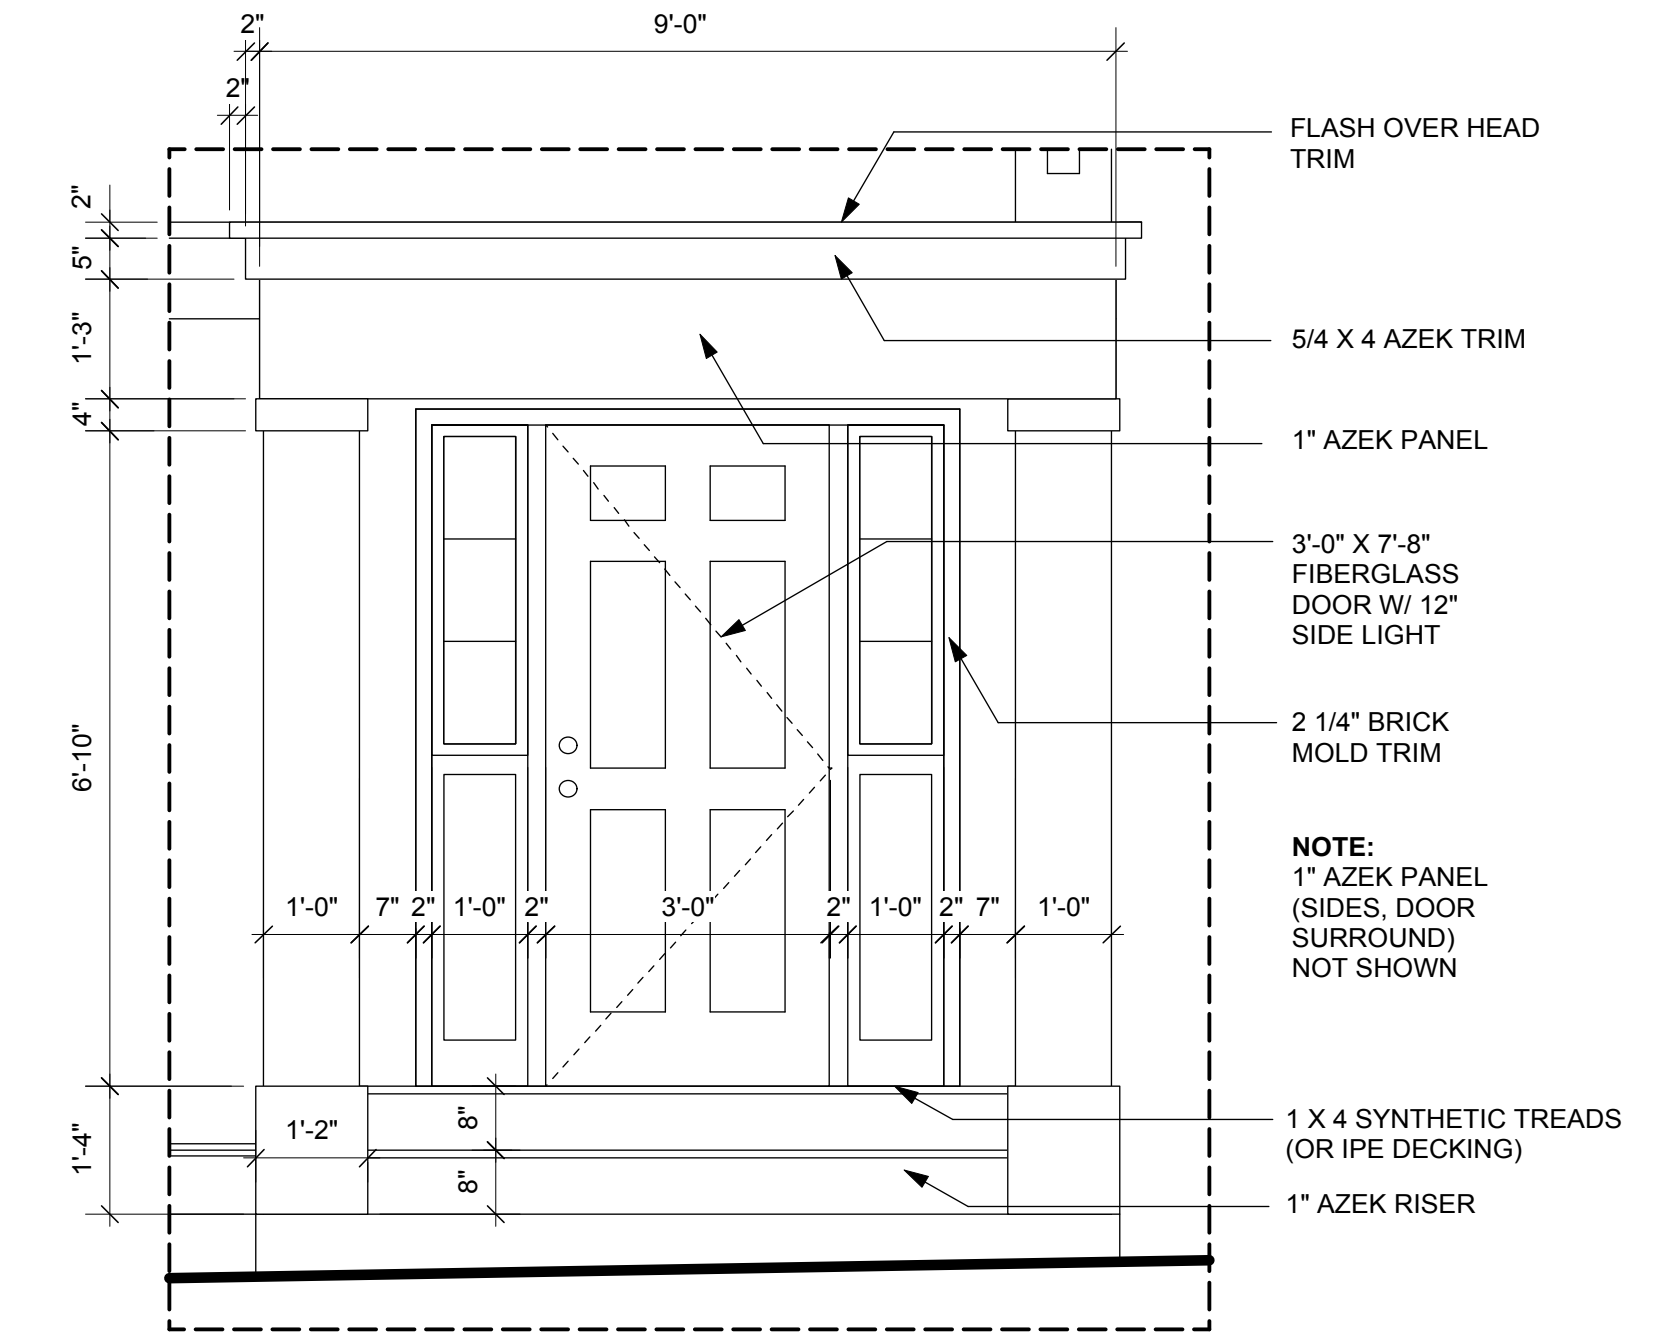 2" 9'-0"
2"
FLASH OVER HEAD
TRIM
2"
5"
5/4 X 4 AZEK TRIM
1'-3"
4"
1" AZEK PANEL
3'-0" X 7'-8"
FIBERGLASS
DOOR W/ 12"
SIDE LIGHT
2 1/4" BRICK
MOLD TRIM
6'-10"
NOTE:
1" AZEK PANEL
(SIDES, DOOR
SURROUND)
NOT SHOWN
1'-0" 7" 2" 1'-0" 2" 3'-0" 2" 1'-0" 2" 7" 1'-0"
1'-4"
1'-2"
8"
8"
1 X 4 SYNTHETIC TREADS
(OR IPE DECKING)
1" AZEK RISER